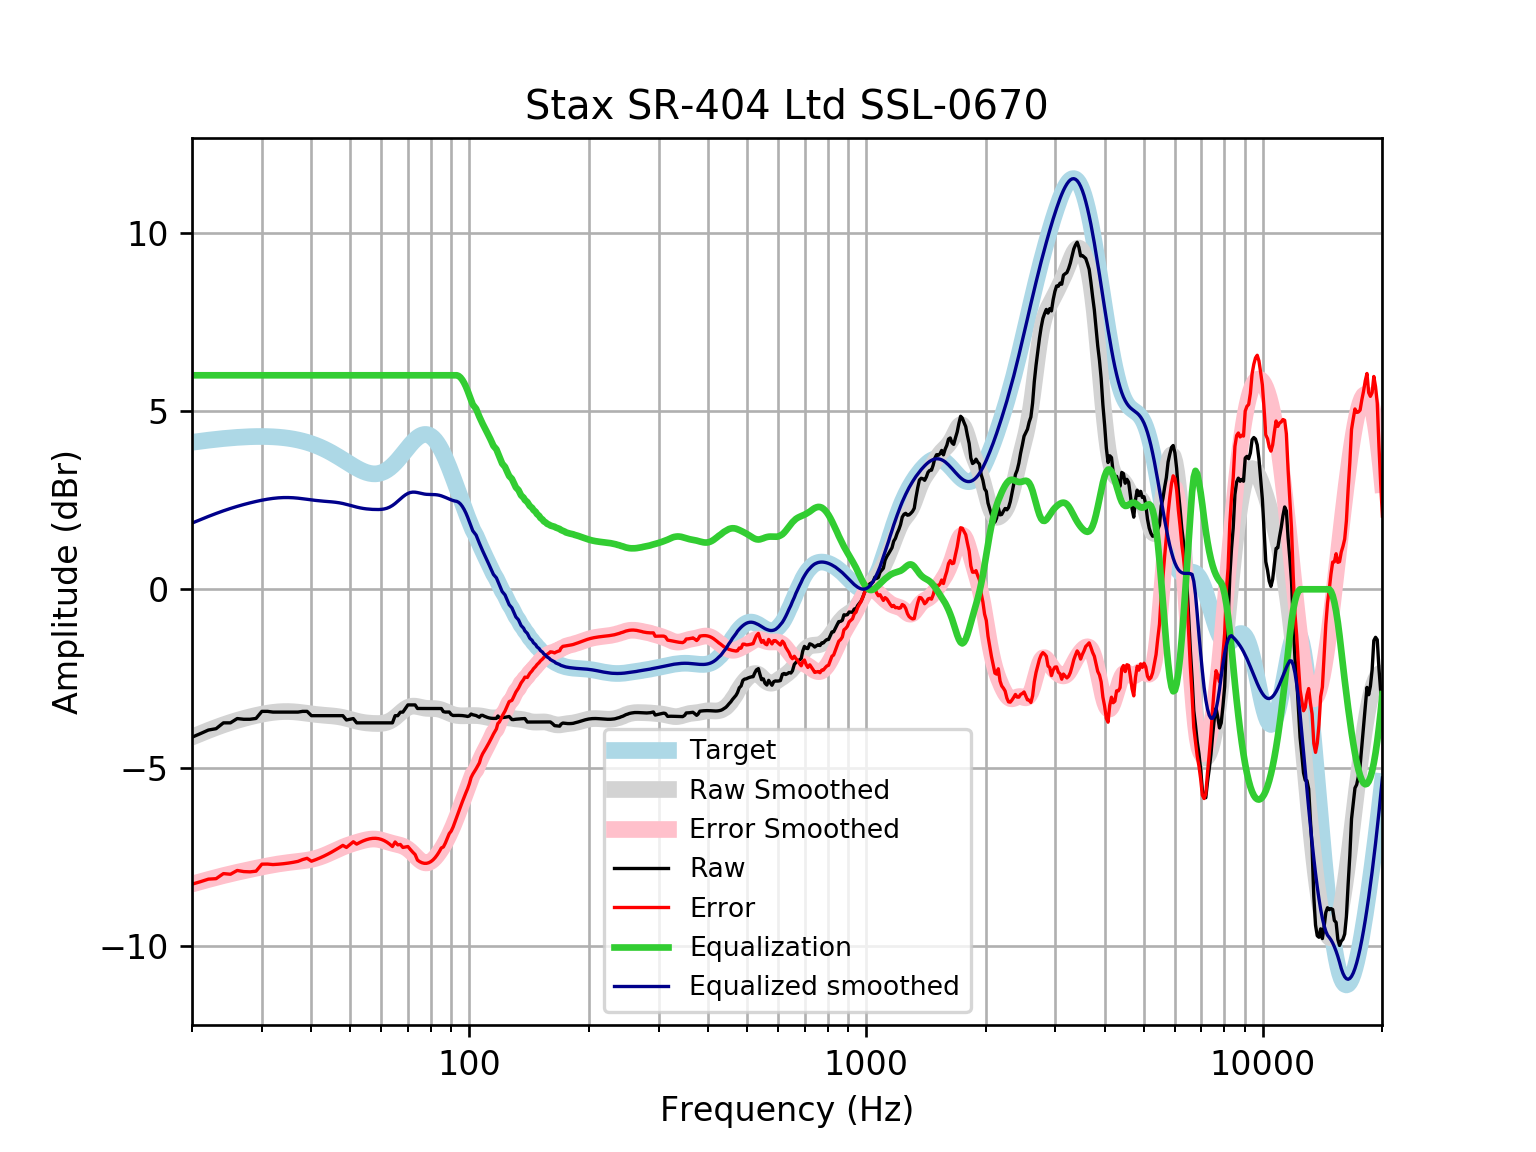 Stax SR-404 Ltd SSL-0670
Amplitude (dBr)
10
5
0
−5
−10
Target
Raw Smoothed
Error Smoothed
Raw
Error
Equalization
Equalized smoothed
100
1000
10000
Frequency (Hz)